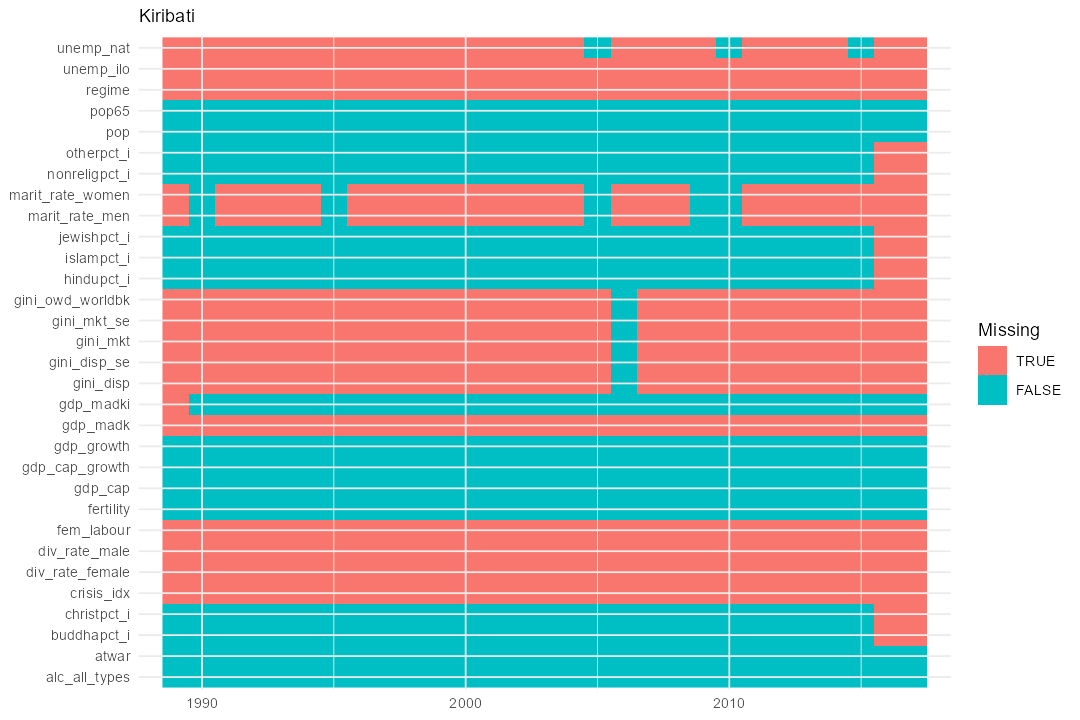 Kiribati
unemp_nat
unemp_ilo
regime
pop65
pop
otherpct_i
nonreligpct_i
marit_rate_women
marit_rate_men
jewishpct_i
islampct_i
hindupct_i
gini_owd_worldbk
gini_mkt_se
gini_mkt
gini_disp_se
gini_disp
gdp_madki
gdp_madk
gdp_growth
gdp_cap_growth
gdp_cap
fertility
fem_labour
div_rate_male
div_rate_female
crisis_idx
christpct_i
buddhapct_i
atwar
alc_all_types
1990 2000 2010
Missing
TRUE
FALSE